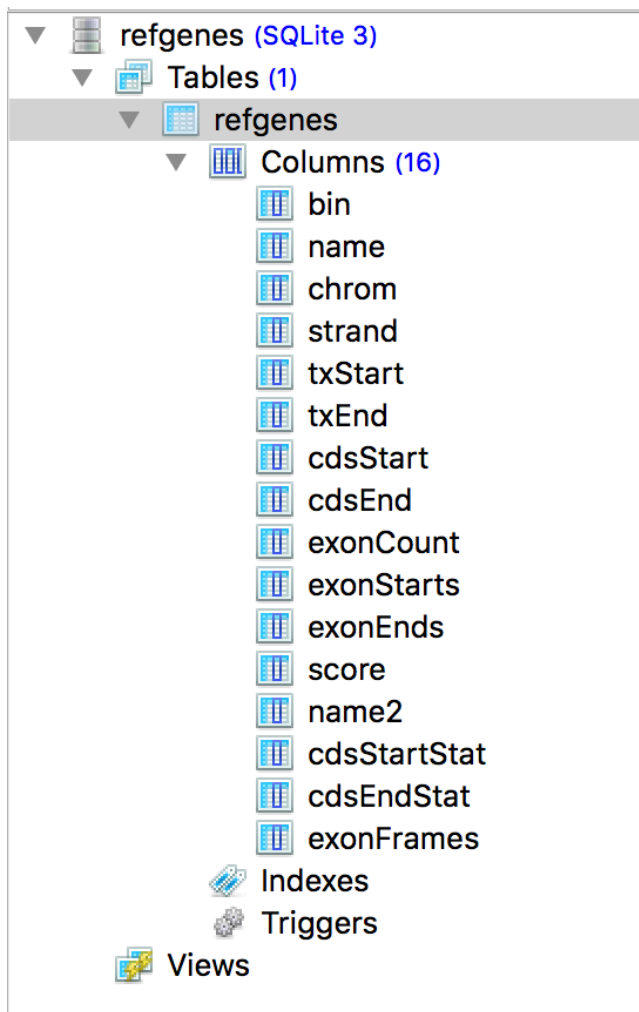 refgenes (SQLite 3)
Tables (1)
refgenes
Columns (16)
bin
name
chrom
strand
txStart
txEnd
cdsStart
cdsEnd
exonCount
exonStarts
exonEnds
score
name2
cdsStartStat
cdsEndStat
exonFrames
Indexes
Triggers
Views